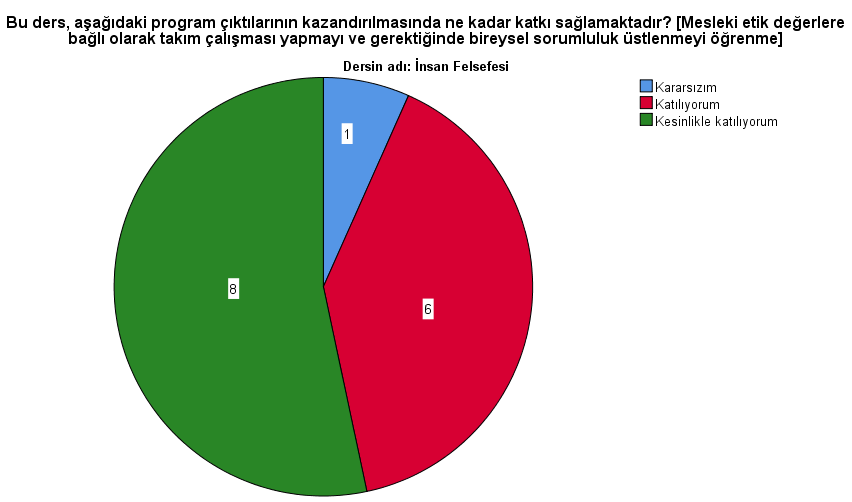 Bu ders, aşağıdaki program çıktılarının kazandırılmasında ne kadar katkı sağlamaktadır? [Mesleki etik değerlere
bağlı olarak takım çalışması yapmayı ve gerektiğinde bireysel sorumluluk üstlenmeyi öğrenme]
Dersin adı: İnsan Felsefesi
Kararsızım
Katılıyorum
Kesinlikle katılıyorum
1
8
6